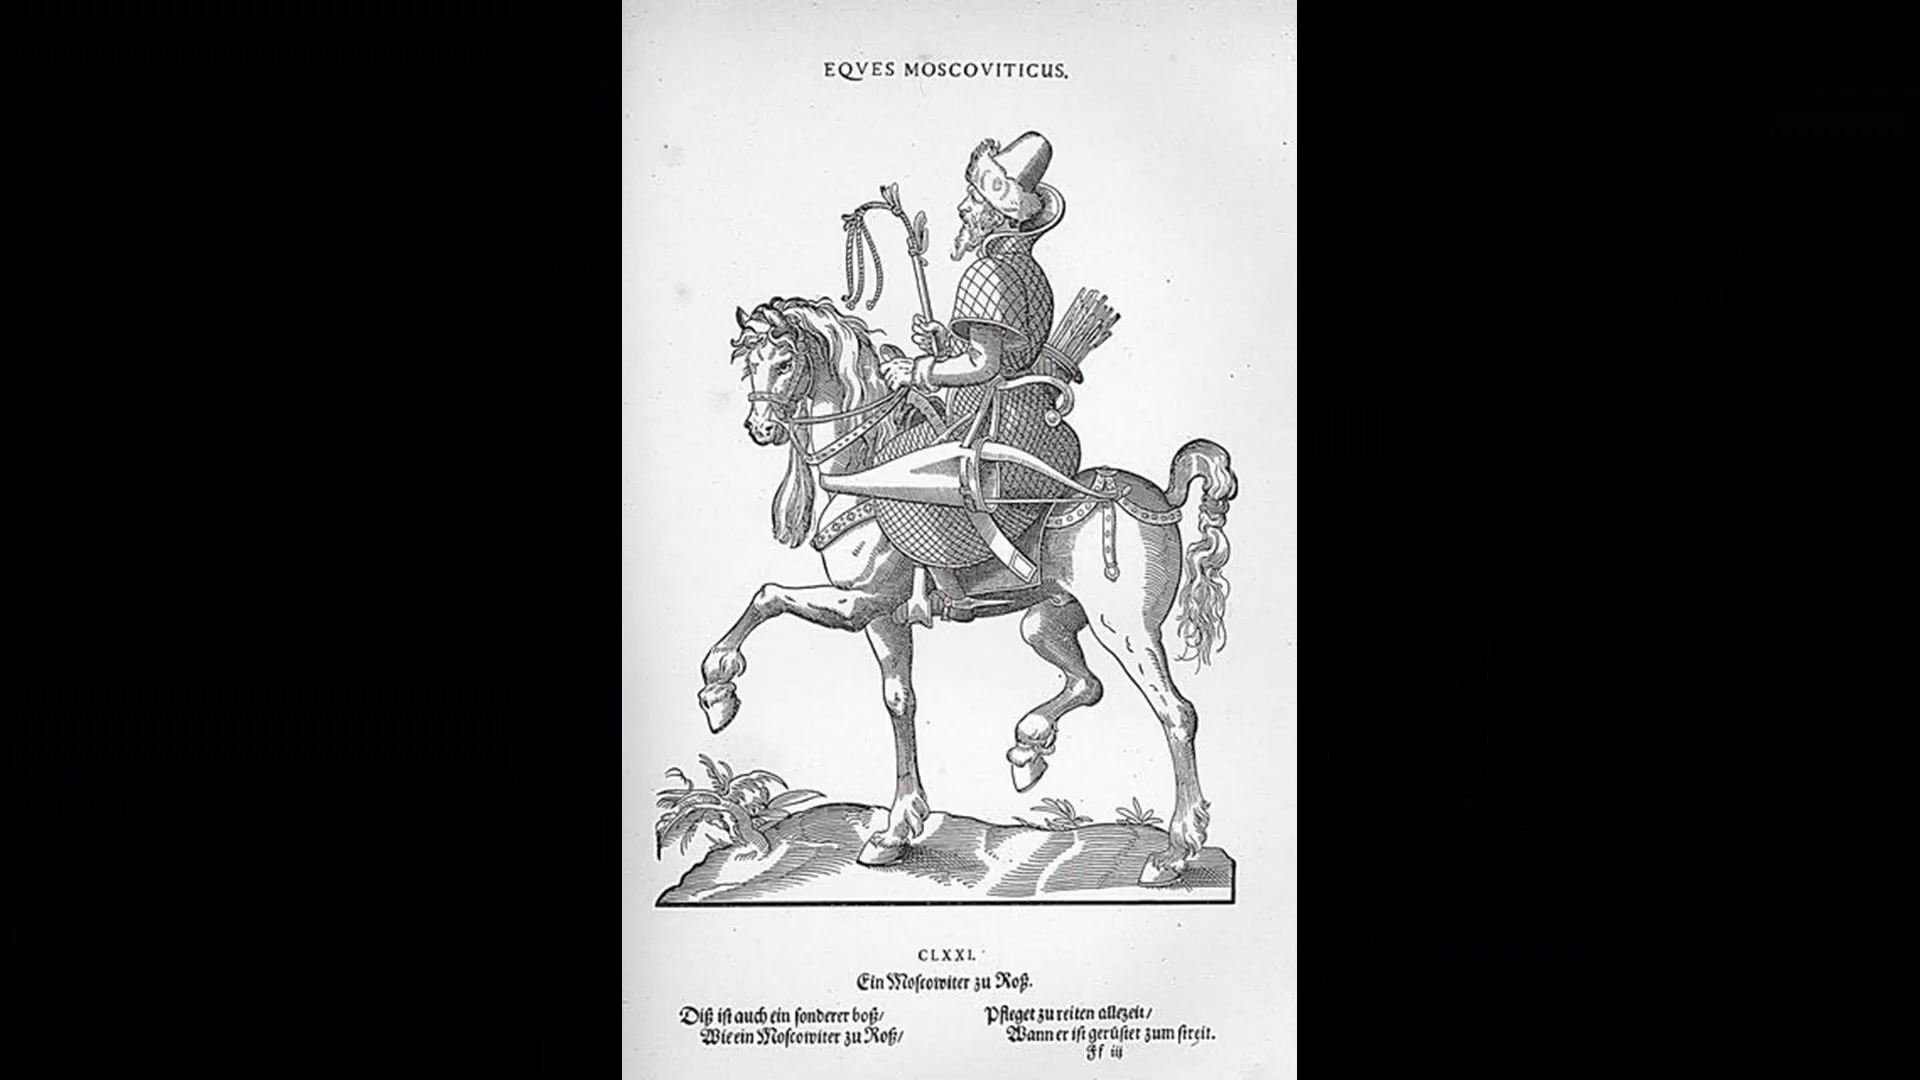 EQVES MOSCOVITICUS.
CLXXI.
Ein Moſcowiter zu Roß.
Diß iſt auch ein ſonderer boß/
Wie ein Moſcowiter zu Roß/
Pfleget zu reiten allezeit/
Wann er iſt gerüſtet zum ſtreit.
Ff iij